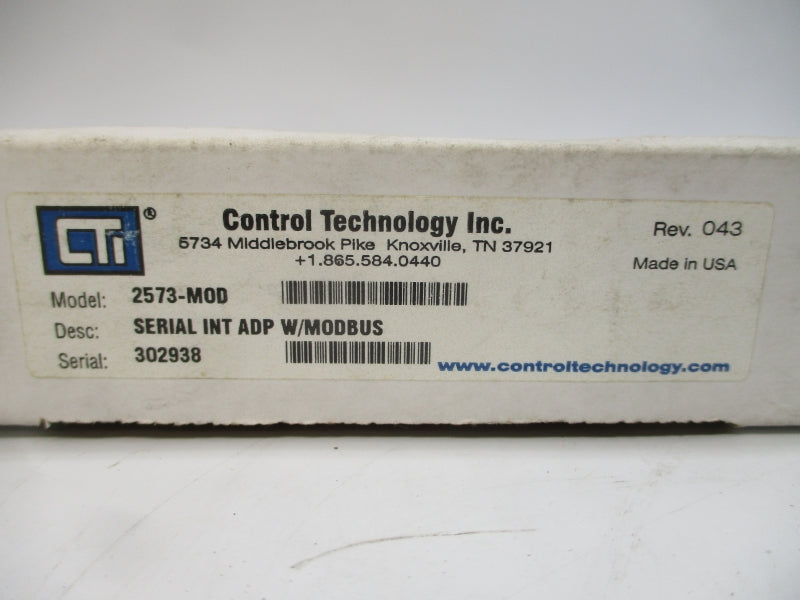 CTI ®
Control Technology Inc.
5734 Middlebrook Pike Knoxville, TN 37921
+1.865.584.0440
Rev. 043
Made in USA
Model: 2573-MOD
Desc: SERIAL INT ADP W/MODBUS
Serial: 302938
www.controltechnology.com